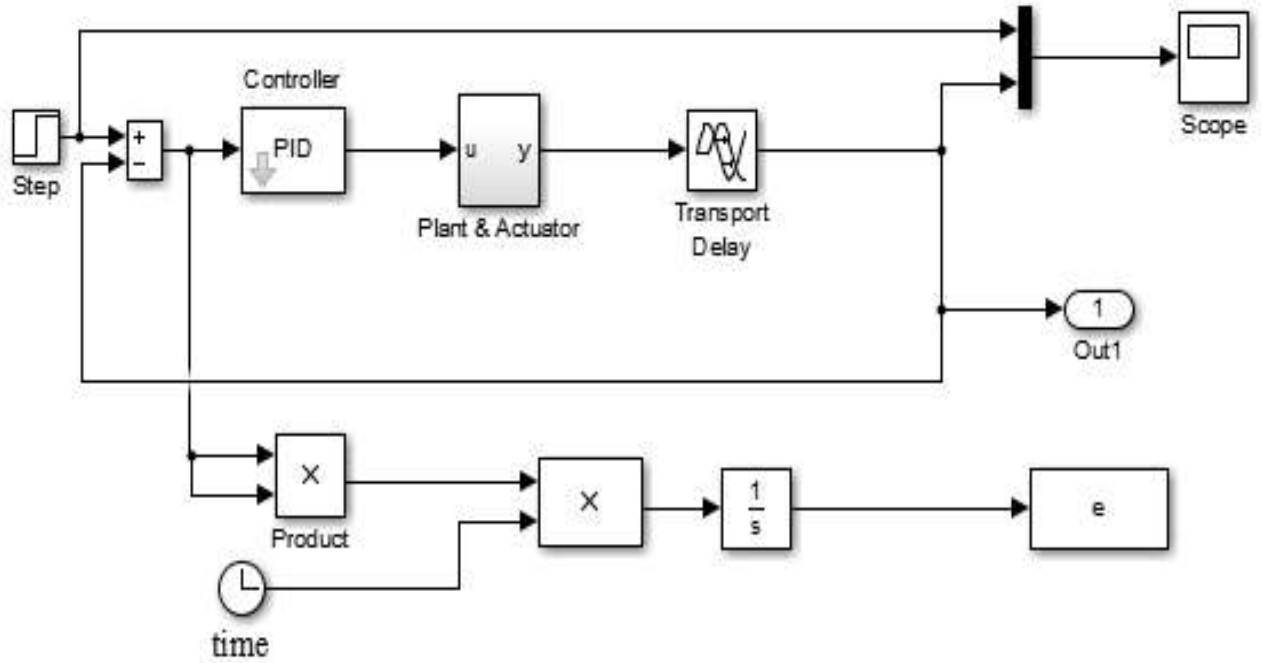 Controller
PID
u y
+
−
Step
Plant & Actuator
Transport
Delay
Scope
1
Out1
×
Product
×
1
s
e
time